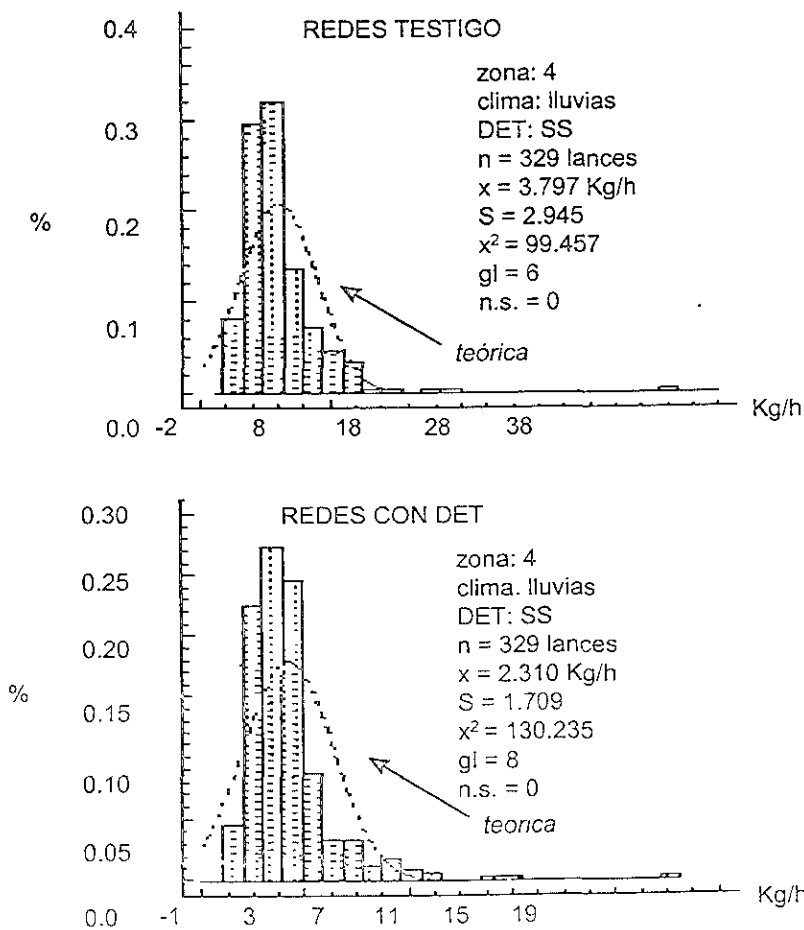 REDES TESTIGO
0.4
0.3
0.2
0.1
0.0
%
zona: 4
clima: lluvias
DET: SS
n = 329 lances
x = 3.797 Kg/h
S = 2.945
x² = 99.457
gl = 6
n.s. = 0
teórica
-2 8 18 28 38
Kg/h
REDES CON DET
0.30
0.25
0.20
0.15
0.10
0.05
0.0
%
zona: 4
clima. lluvias
DET: SS
n = 329 lances
x = 2.310 Kg/h
S = 1.709
x² = 130.235
gl = 8
n.s. = 0
teorica
-1 3 7 11 15 19
Kg/h